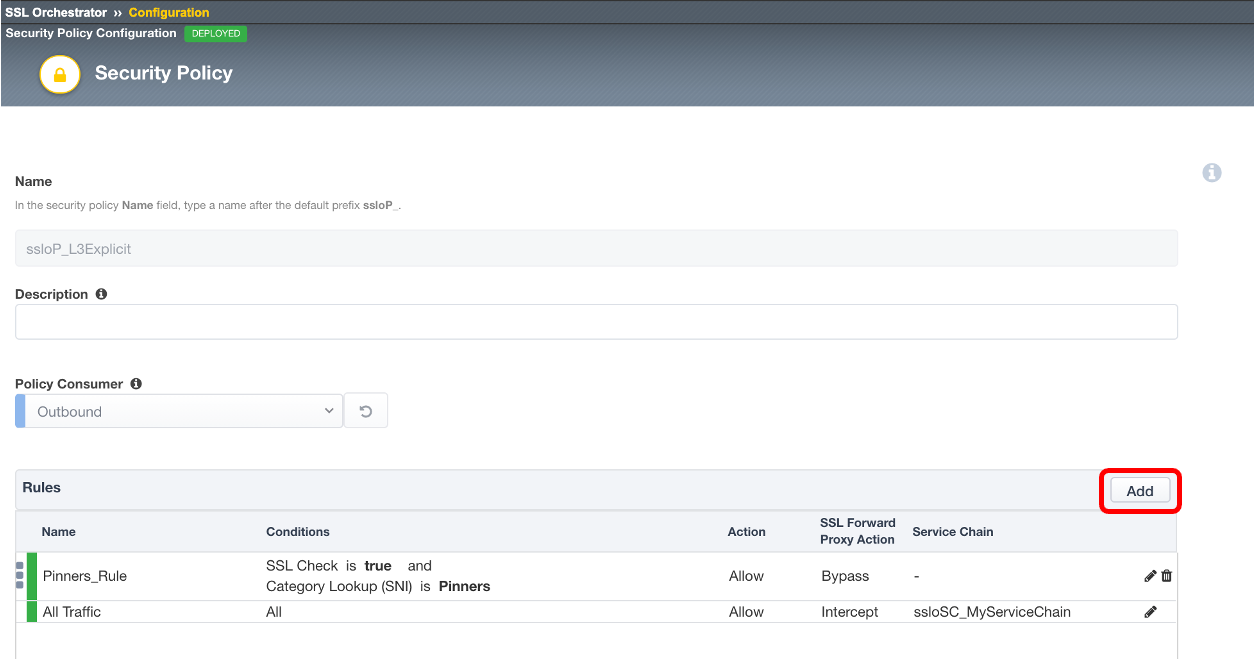 SSL Orchestrator ›› Configuration
Security Policy Configuration DEPLOYED
Security Policy
Name
In the security policy Name field, type a name after the default prefix ssloP_.
ssloP_L3Explicit
Description
Policy Consumer
Outbound
Rules Add
Name Conditions Action SSL Forward Proxy Action Service Chain
Pinners_Rule SSL Check is true and Allow Bypass -
Category Lookup (SNI) is Pinners
All Traffic All Allow Intercept ssloSC_MyServiceChain